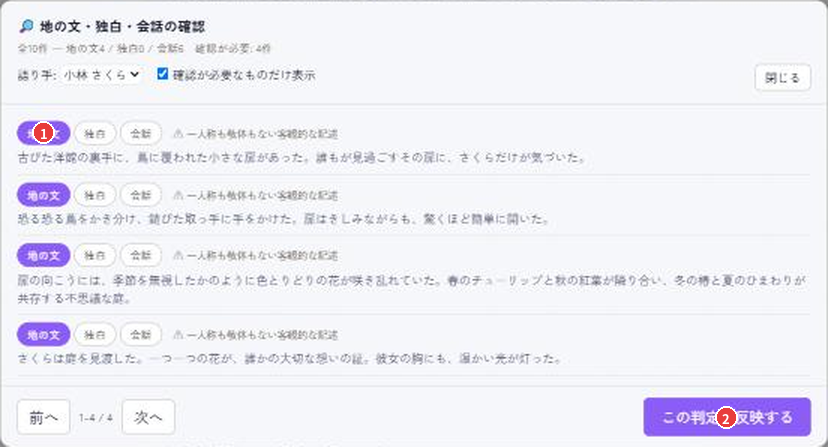 地の文・独白・会話の確認
全10件 — 地の文4 / 独白0 / 会話6 確認が必要: 4件
語り手: 小林 さくら 確認が必要なものだけ表示 閉じる
1 文 独白 会話 ⚠ 一人称も敬体もない客観的な記述
古びた洋館の裏手に、蔦に覆われた小さな扉があった。誰もが見過ごすその扉に、さくらだけが気づいた。
地の文 独白 会話 ⚠ 一人称も敬体もない客観的な記述
恐る恐る蔦をかき分け、錆びた取っ手に手をかけた。扉はきしみながらも、驚くほど簡単に開いた。
地の文 独白 会話 ⚠ 一人称も敬体もない客観的な記述
扉の向こうには、季節を無視したかのように色とりどりの花が咲き乱れていた。春のチューリップと秋の紅葉が隣り合い、冬の椿と夏のひまわりが
共存する不思議な庭。
地の文 独白 会話 ⚠ 一人称も敬体もない客観的な記述
さくらは庭を見渡した。一つ一つの花が、誰かの大切な想いの証。彼女の胸にも、温かい光が灯った。
前へ 1-4 / 4 次へ この判定 2 反映する